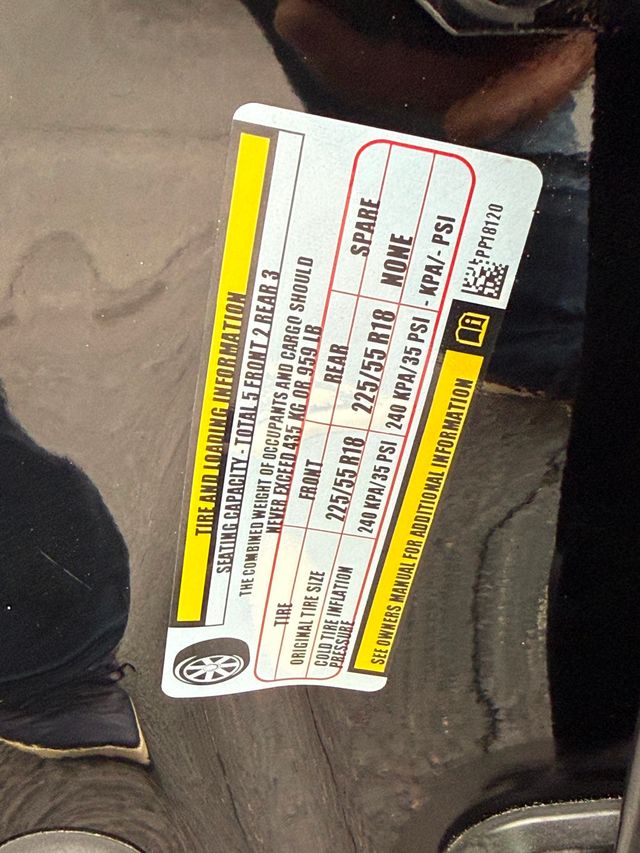 TIRE AND LOADING INFORMATION
SEATING CAPACITY - TOTAL 5 FRONT 2 REAR 3
THE COMBINED WEIGHT OF OCCUPANTS AND CARGO SHOULD
NEVER EXCEED 435 KG OR 959 LB
TIRE FRONT REAR SPARE
ORIGINAL TIRE SIZE 225/55 R18 225/55 R18 NONE
COLD TIRE INFLATION PRESSURE 240 KPA/35 PSI 240 KPA/35 PSI - KPA/- PSI
SEE OWNERS MANUAL FOR ADDITIONAL INFORMATION
PP18120